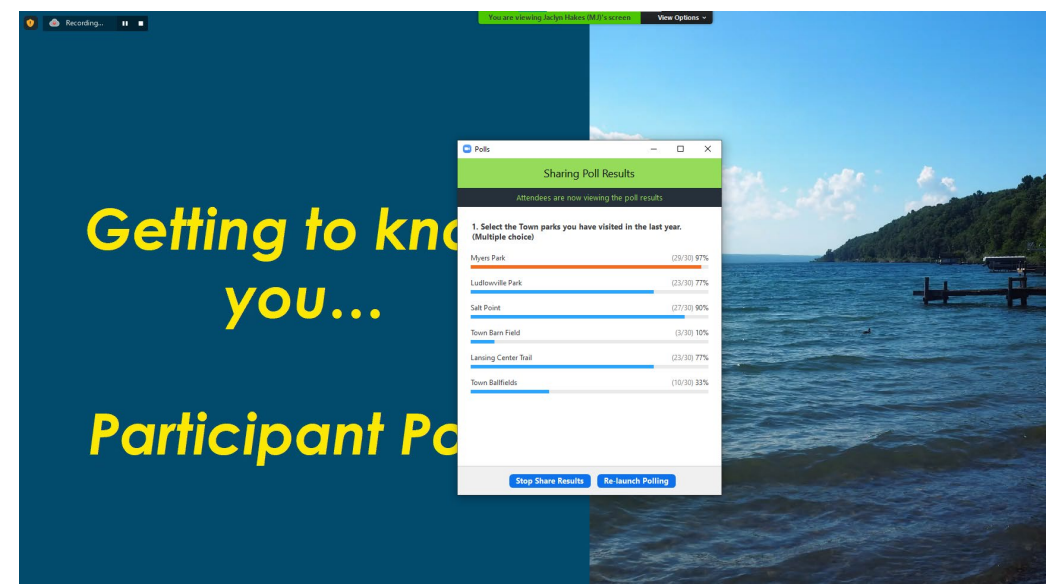 Recording...
You are viewing Jaclyn Hakes (MJ)'s screen
View Options
Getting to kno
you...
Participant Po
Polls
Sharing Poll Results
Attendees are now viewing the poll results
1. Select the Town parks you have visited in the last year.
(Multiple choice)
Myers Park (29/30) 97%
Ludlowville Park (23/30) 77%
Salt Point (27/30) 90%
Town Barn Field (3/30) 10%
Lansing Center Trail (23/30) 77%
Town Ballfields (10/30) 33%
Stop Share Results Re-launch Polling